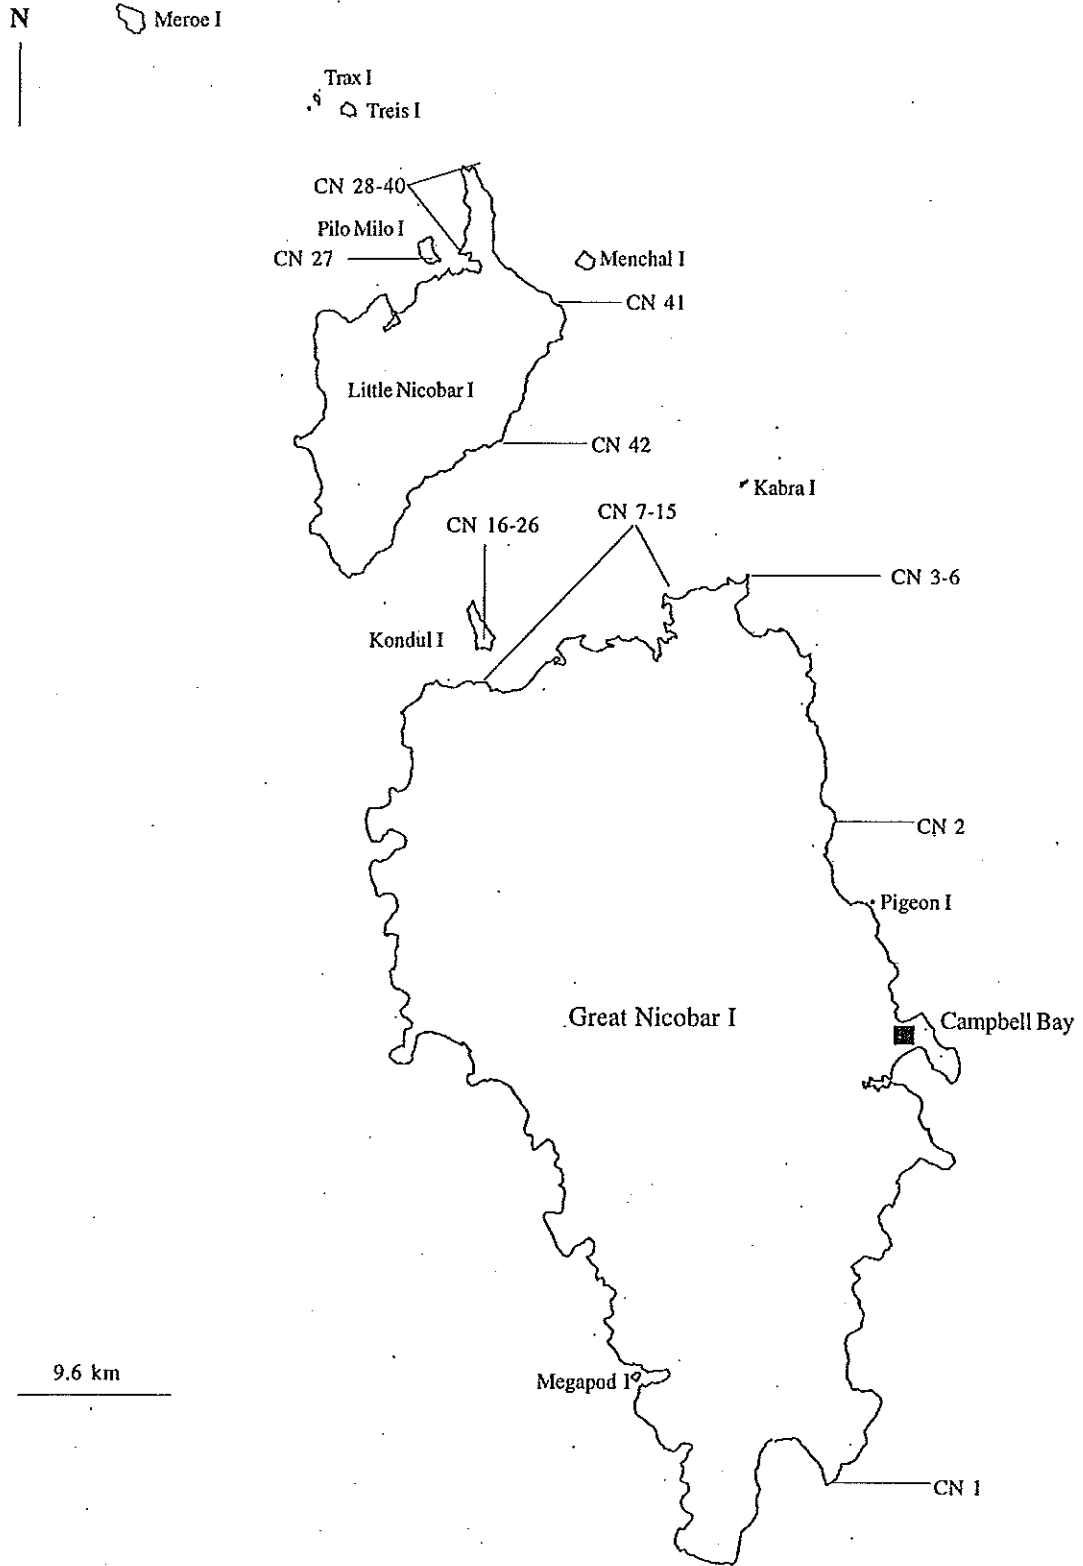 N
Meroe I
Trax I
Treis I
CN 28-40
Pilo Milo I
CN 27
Menchal I
CN 41
Little Nicobar I
CN 42
Kabra I
CN 16-26
CN 7-15
CN 3-6
Kondul I
CN 2
Pigeon I
Great Nicobar I
Campbell Bay
9.6 km
Megapod I
CN 1